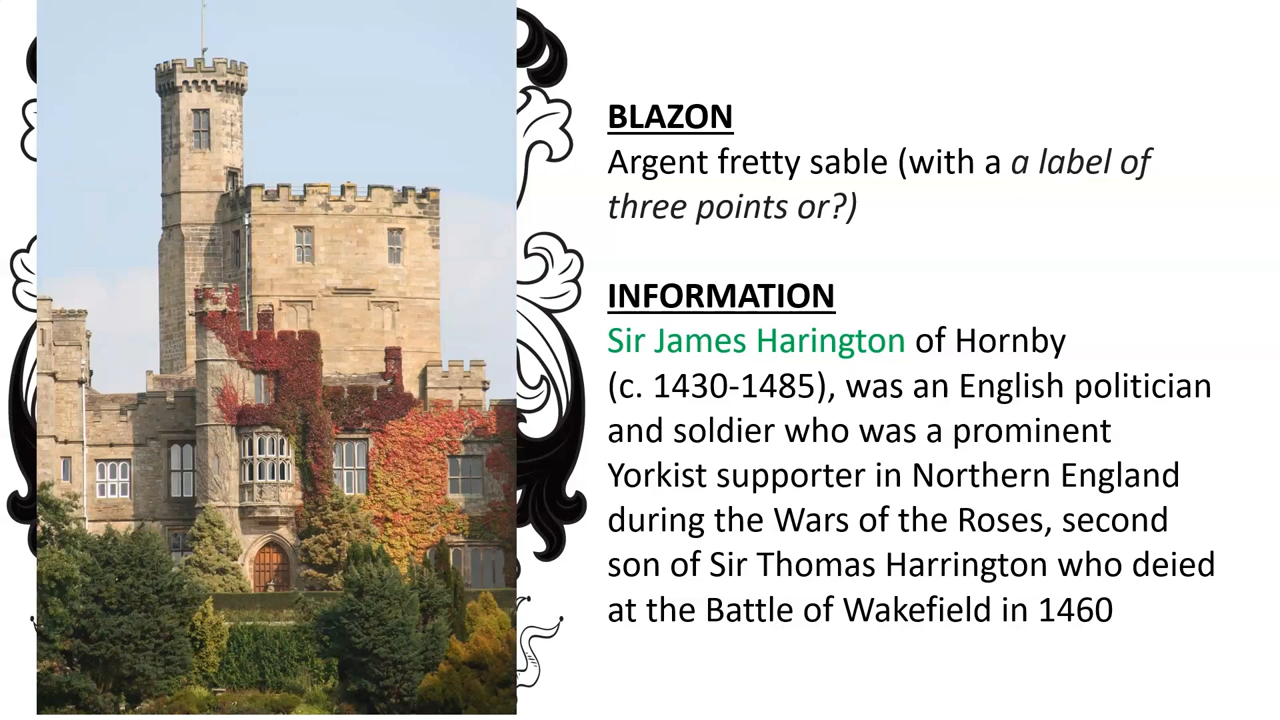 BLAZON
Argent fretty sable (with a a label of
three points or?)
INFORMATION
Sir James Harington of Hornby
(c. 1430-1485), was an English politician
and soldier who was a prominent
Yorkist supporter in Northern England
during the Wars of the Roses, second
son of Sir Thomas Harrington who deied
at the Battle of Wakefield in 1460